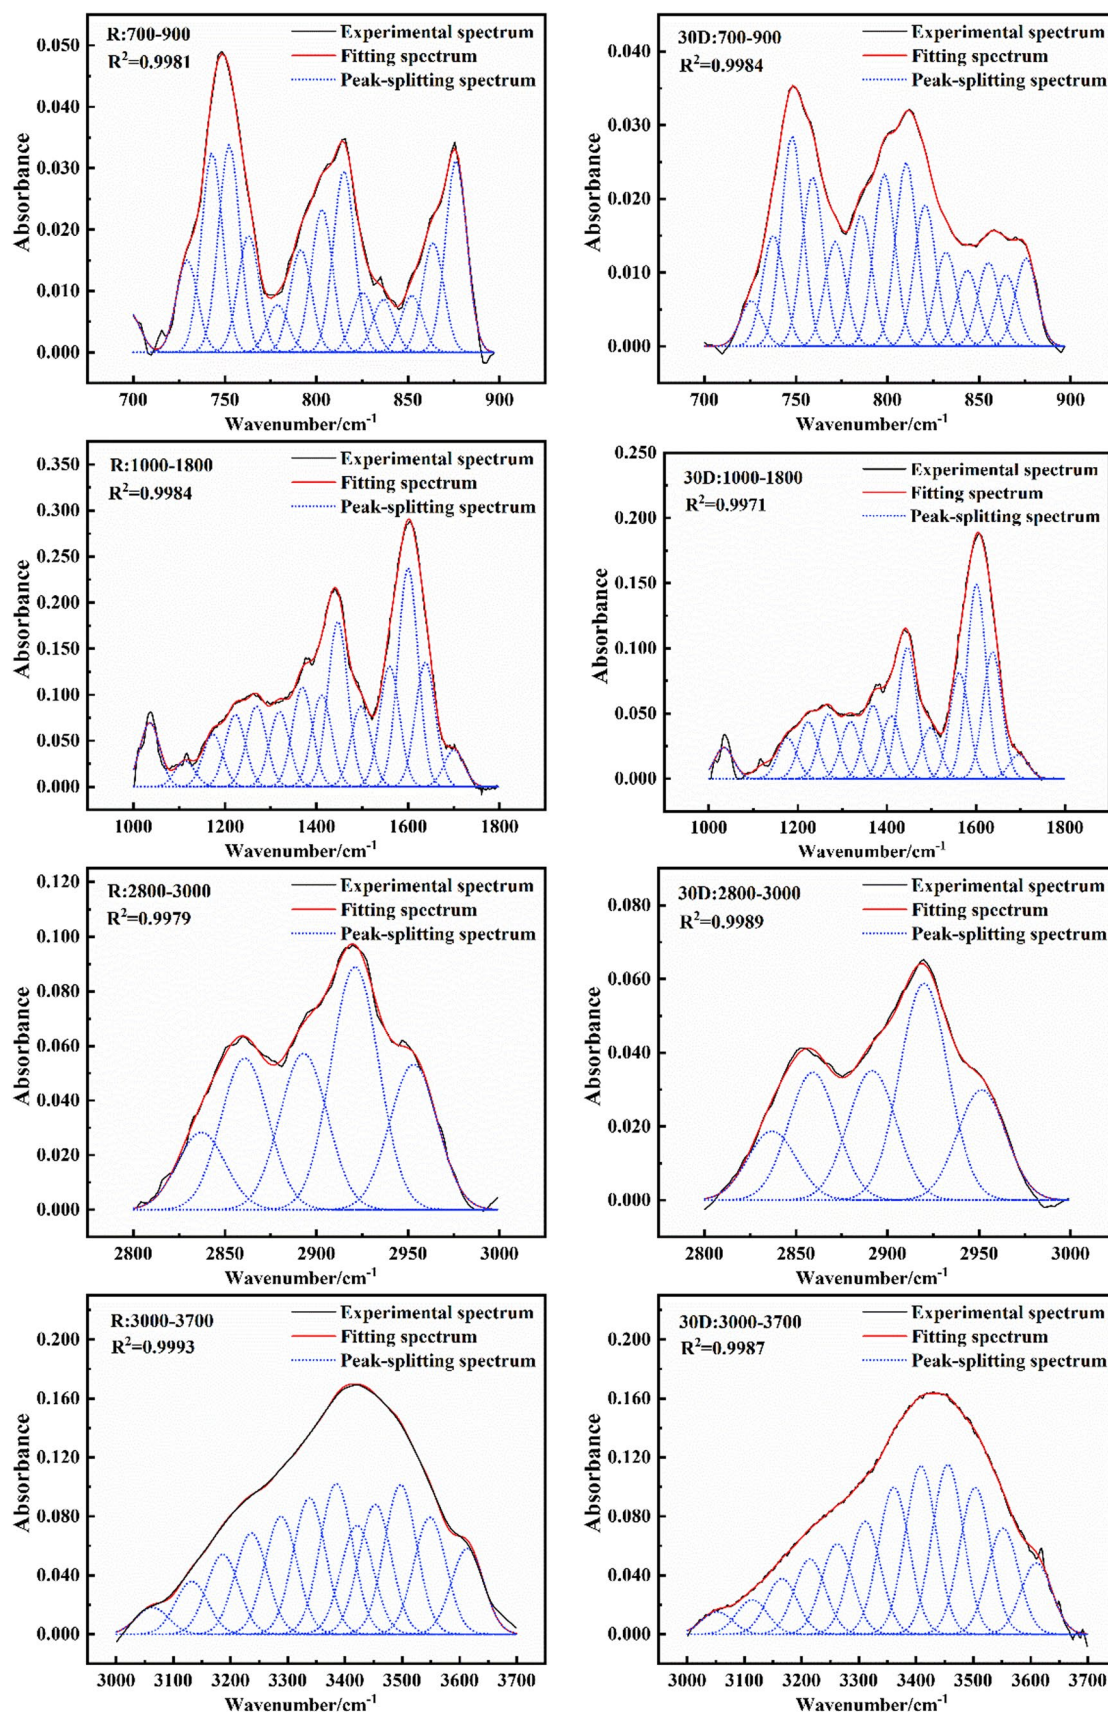 R:700-900
R²=0.9981
Experimental spectrum
Fitting spectrum
Peak-splitting spectrum
0.050
0.040
0.030
0.020
0.010
0.000
Absorbance
700 750 800 850 900
Wavenumber/cm⁻¹
30D:700-900
R²=0.9984
Experimental spectrum
Fitting spectrum
Peak-splitting spectrum
0.040
0.030
0.020
0.010
0.000
Absorbance
700 750 800 850 900
Wavenumber/cm⁻¹
R:1000-1800
R²=0.9984
Experimental spectrum
Fitting spectrum
Peak-splitting spectrum
0.350
0.300
0.250
0.200
0.150
0.100
0.050
0.000
Absorbance
1000 1200 1400 1600 1800
Wavenumber/cm⁻¹
30D:1000-1800
R²=0.9971
Experimental spectrum
Fitting spectrum
Peak-splitting spectrum
0.250
0.200
0.150
0.100
0.050
0.000
Absorbance
1000 1200 1400 1600 1800
Wavenumber/cm⁻¹
R:2800-3000
R²=0.9979
Experimental spectrum
Fitting spectrum
Peak-splitting spectrum
0.120
0.100
0.080
0.060
0.040
0.020
0.000
Absorbance
2800 2850 2900 2950 3000
Wavenumber/cm⁻¹
30D:2800-3000
R²=0.9989
Experimental spectrum
Fitting spectrum
Peak-splitting spectrum
0.080
0.060
0.040
0.020
0.000
Absorbance
2800 2850 2900 2950 3000
Wavenumber/cm⁻¹
R:3000-3700
R²=0.9993
Experimental spectrum
Fitting spectrum
Peak-splitting spectrum
0.200
0.160
0.120
0.080
0.040
0.000
Absorbance
3000 3100 3200 3300 3400 3500 3600 3700
Wavenumber/cm⁻¹
30D:3000-3700
R²=0.9987
Experimental spectrum
Fitting spectrum
Peak-splitting spectrum
0.200
0.160
0.120
0.080
0.040
0.000
Absorbance
3000 3100 3200 3300 3400 3500 3600 3700
Wavenumber/cm⁻¹